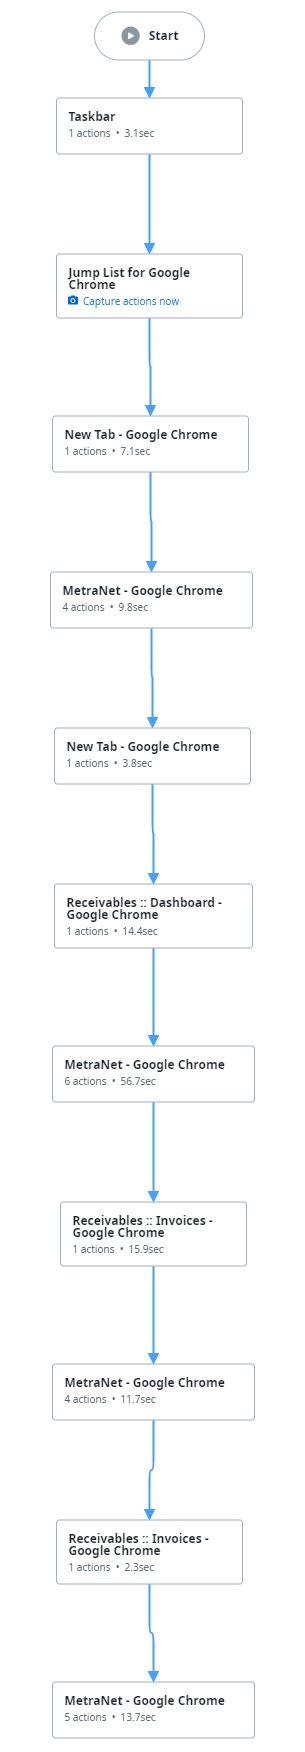 Start
Taskbar
1 actions • 3.1sec
Jump List for Google
Chrome
Capture actions now
New Tab - Google Chrome
1 actions • 7.1sec
MetraNet - Google Chrome
4 actions • 9.8sec
New Tab - Google Chrome
1 actions • 3.8sec
Receivables :: Dashboard -
Google Chrome
1 actions • 14.4sec
MetraNet - Google Chrome
6 actions • 56.7sec
Receivables :: Invoices -
Google Chrome
1 actions • 15.9sec
MetraNet - Google Chrome
4 actions • 11.7sec
Receivables :: Invoices -
Google Chrome
1 actions • 2.3sec
MetraNet - Google Chrome
5 actions • 13.7sec